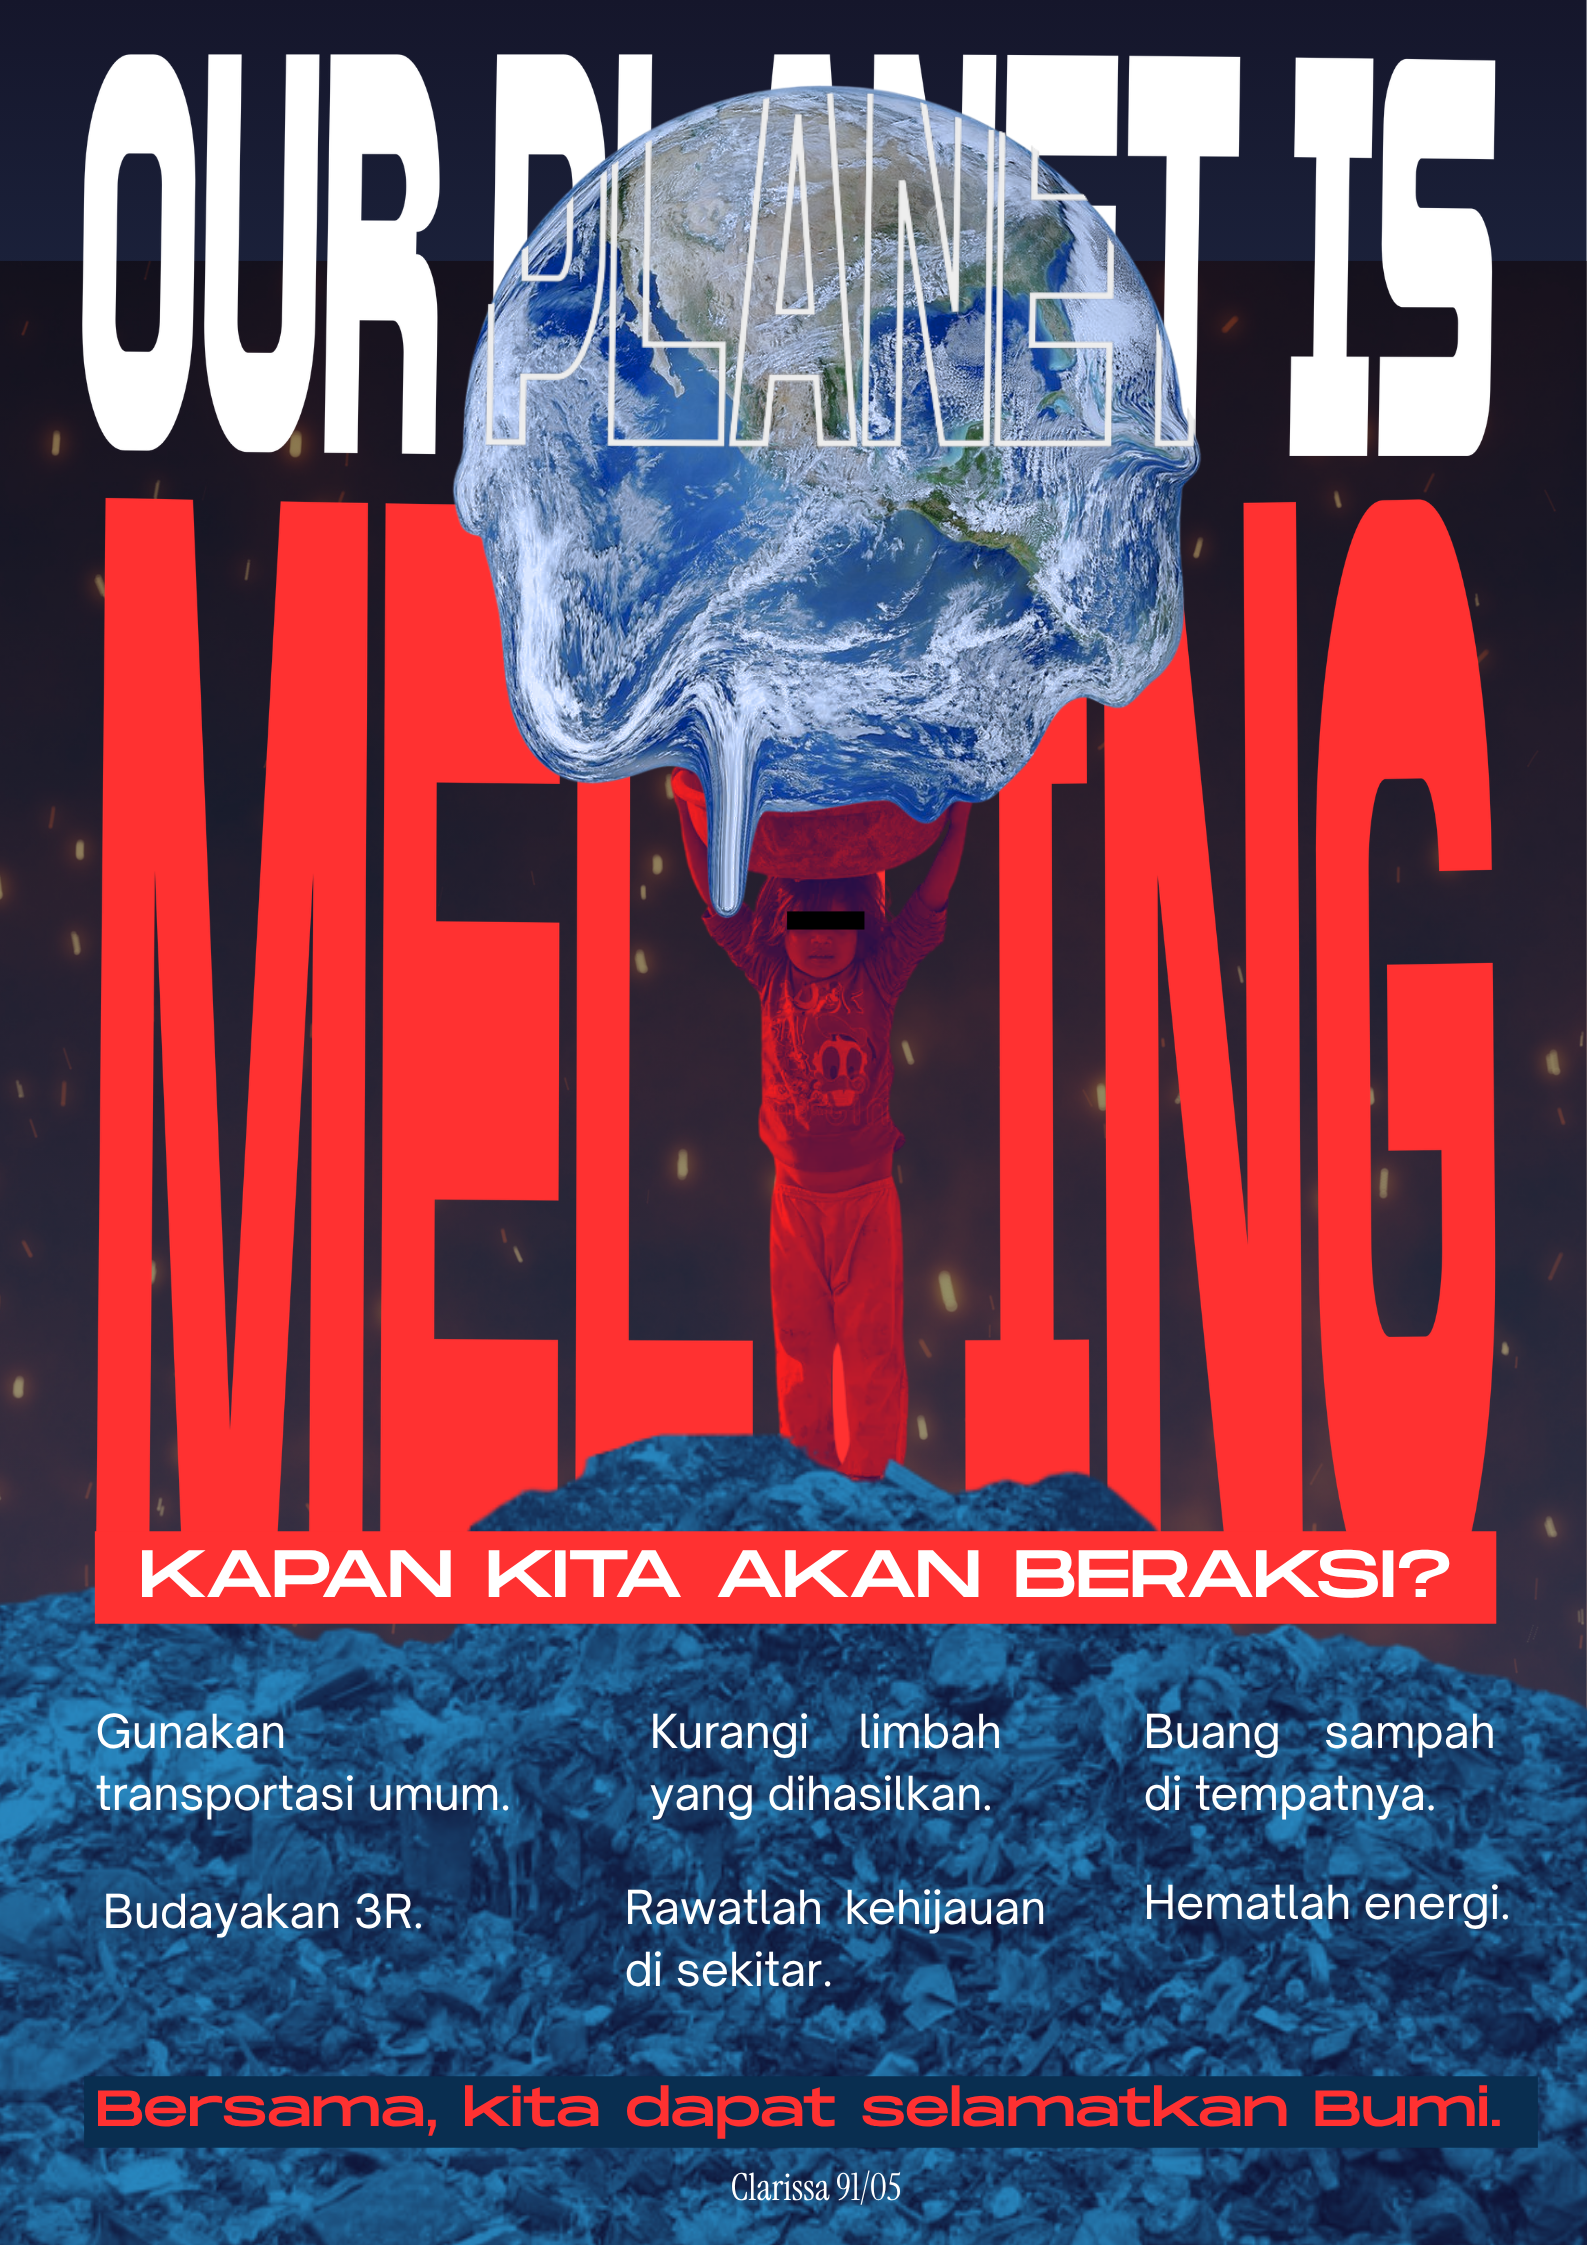 OUR PLANET IS
MELTING
KAPAN KITA AKAN BERAKSI?
Gunakan
transportasi umum.
Kurangi limbah
yang dihasilkan.
Buang sampah
di tempatnya.
Budayakan 3R.
Rawatlah kehijauan
di sekitar.
Hematlah energi.
Bersama, kita dapat selamatkan Bumi.
Clarissa 91/05